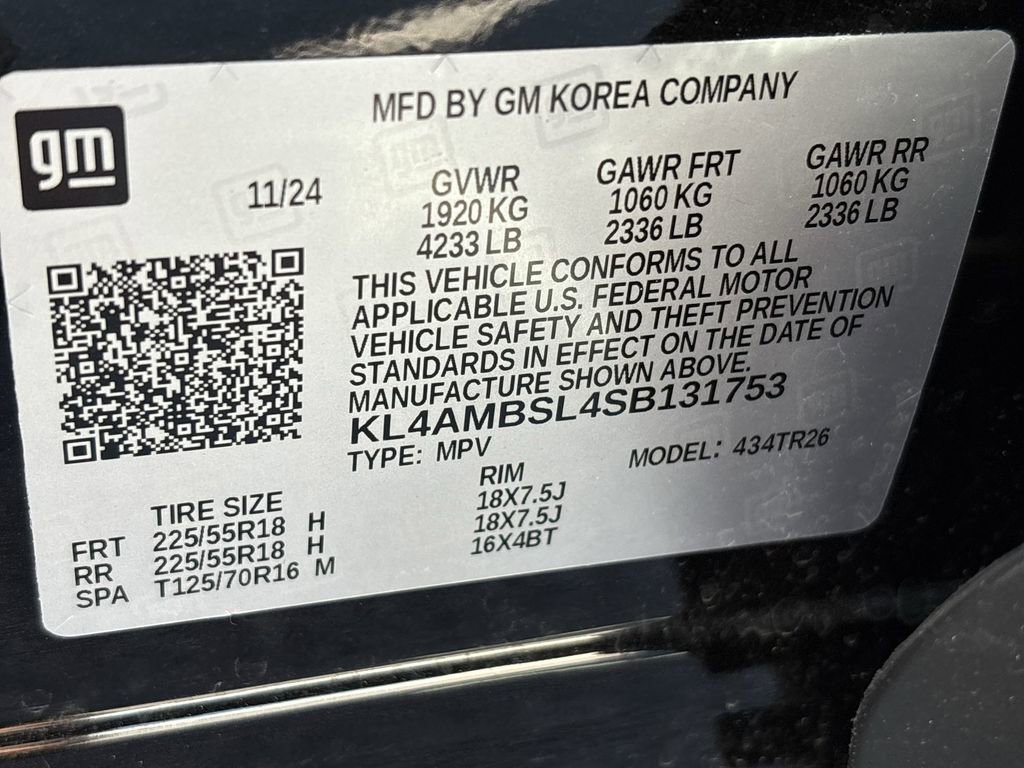 gm
MFD BY GM KOREA COMPANY
11/24
GVWR GAWR FRT GAWR RR
1920 KG 1060 KG 1060 KG
4233 LB 2336 LB 2336 LB
THIS VEHICLE CONFORMS TO ALL
APPLICABLE U.S. FEDERAL MOTOR
VEHICLE SAFETY AND THEFT PREVENTION
STANDARDS IN EFFECT ON THE DATE OF
MANUFACTURE SHOWN ABOVE.
KL4AMBSL4SB131753
TYPE: MPV MODEL: 434TR26
TIRE SIZE RIM
FRT 225/55R18 H 18X7.5J
RR 225/55R18 H 18X7.5J
SPA T125/70R16 M 16X4BT